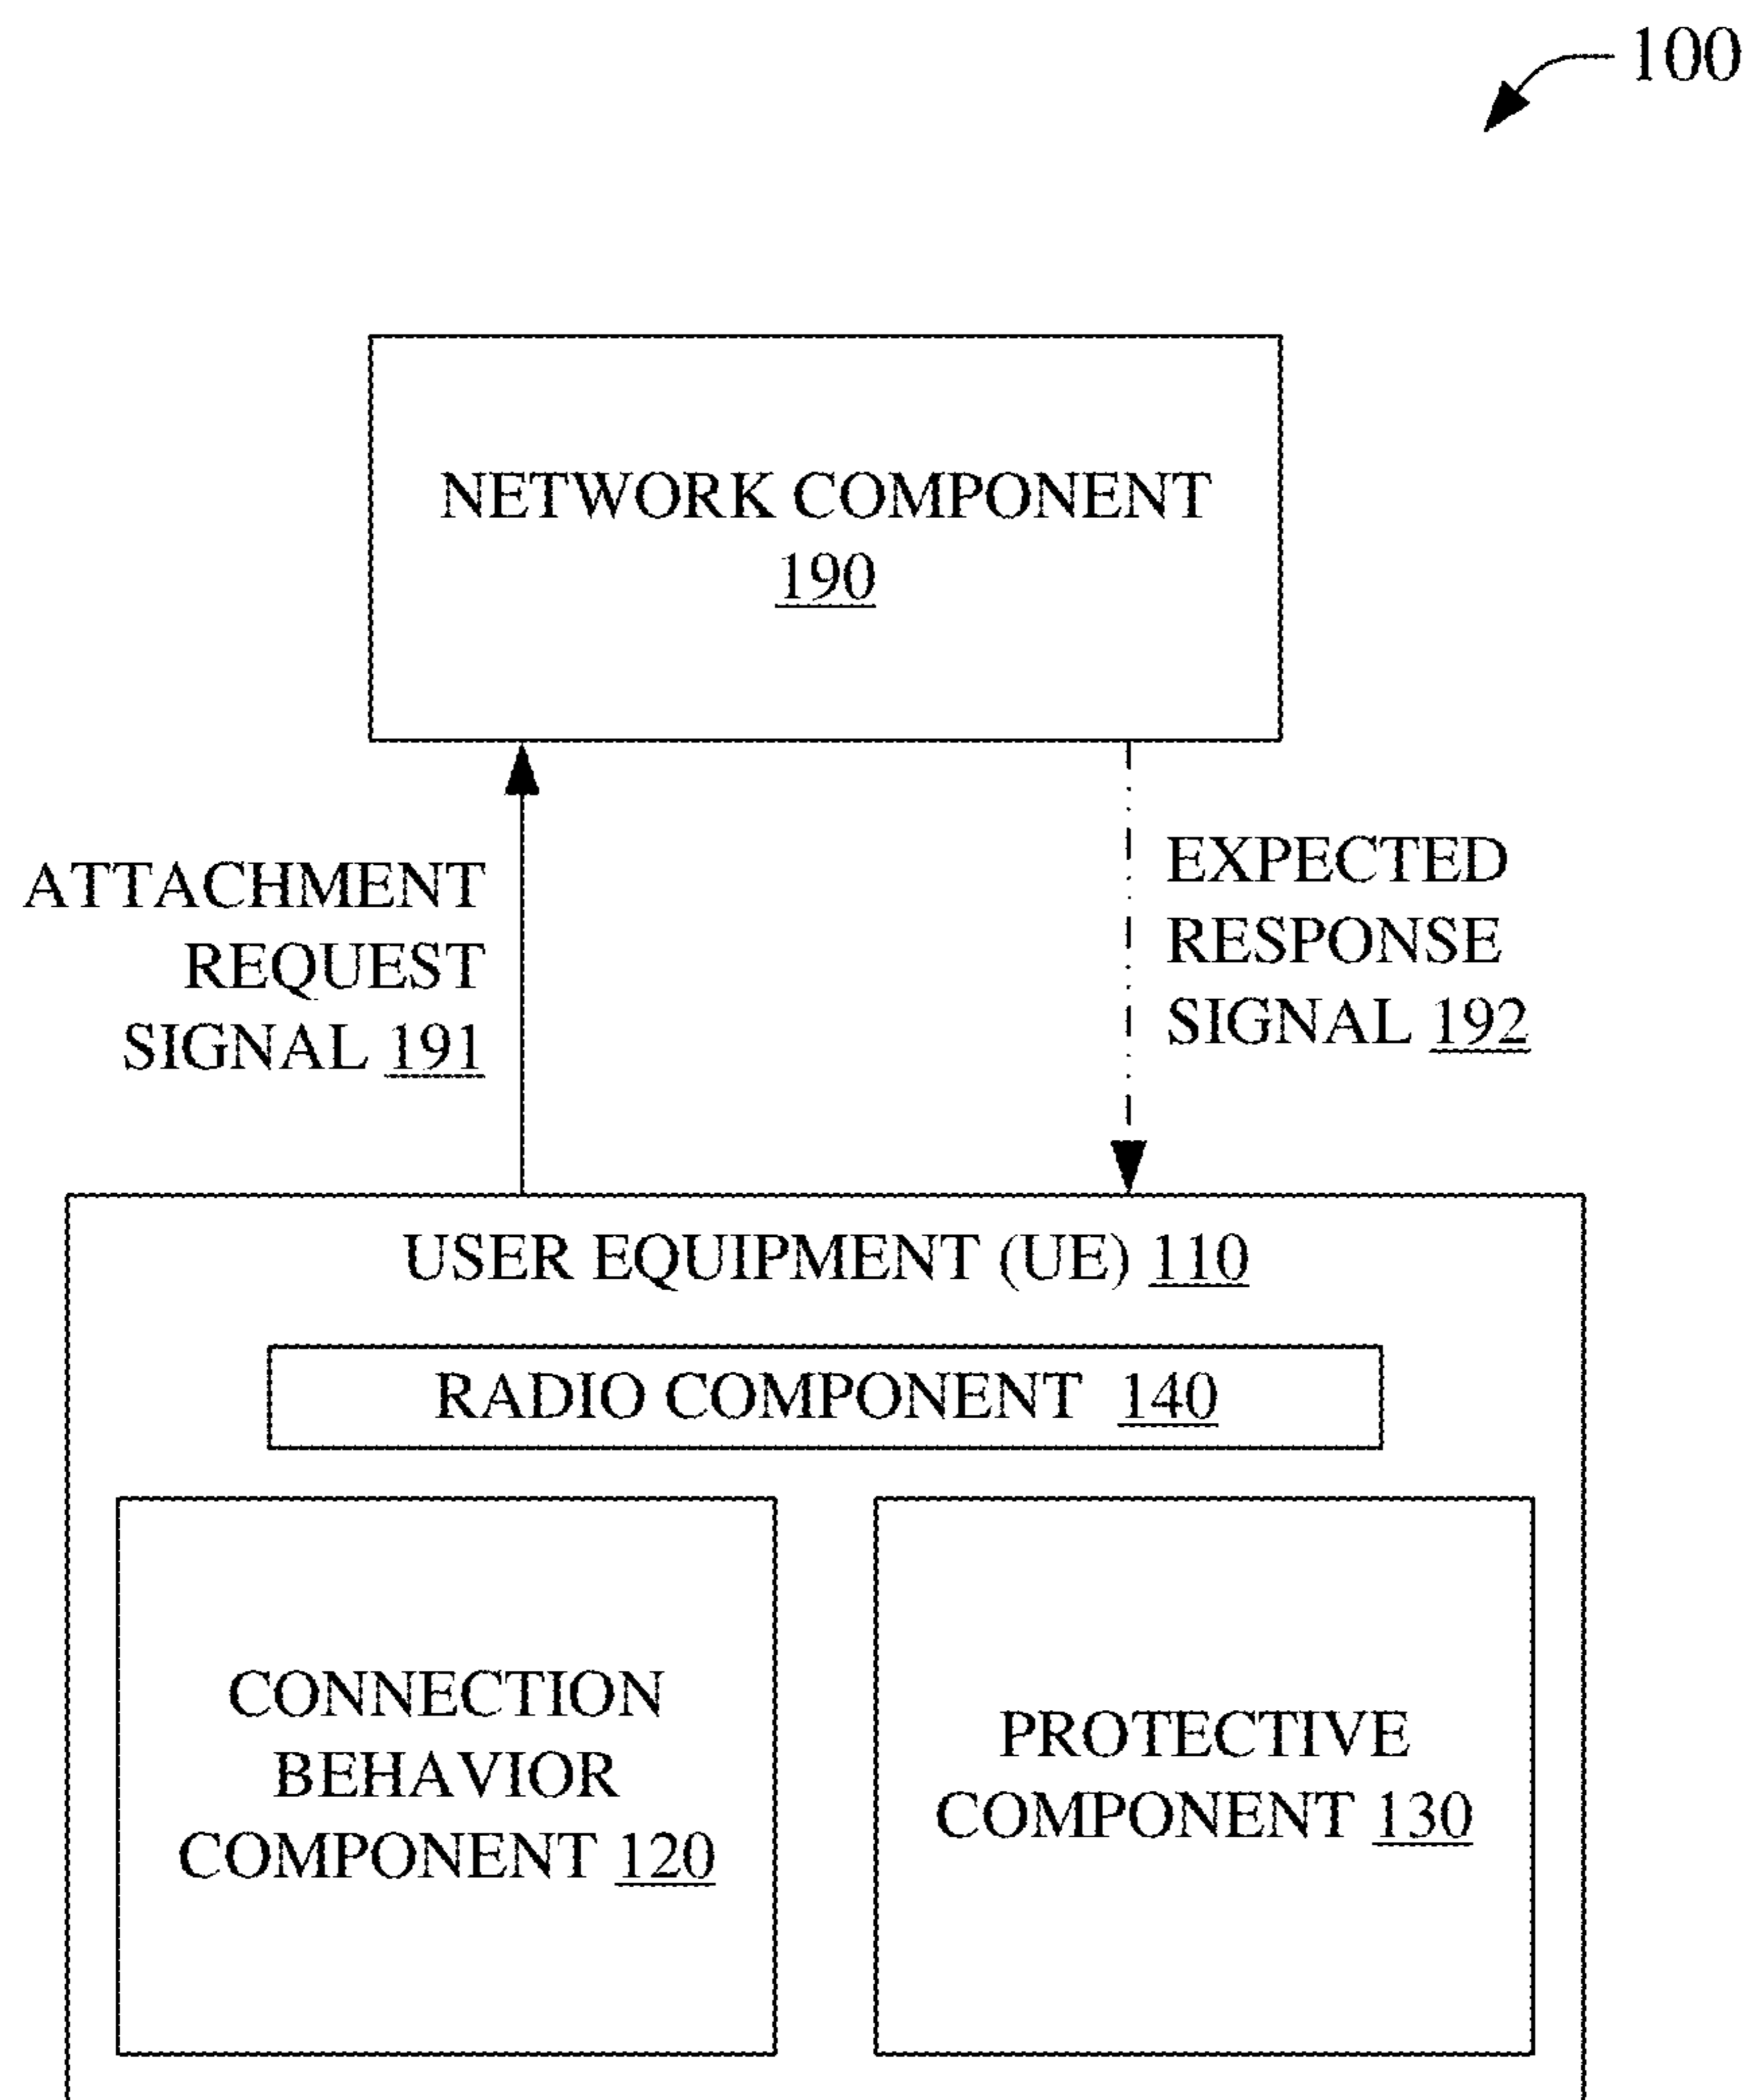 100
NETWORK COMPONENT
190
ATTACHMENT
REQUEST
SIGNAL 191
EXPECTED
RESPONSE
SIGNAL 192
USER EQUIPMENT (UE) 110
RADIO COMPONENT 140
CONNECTION
BEHAVIOR
COMPONENT 120
PROTECTIVE
COMPONENT 130